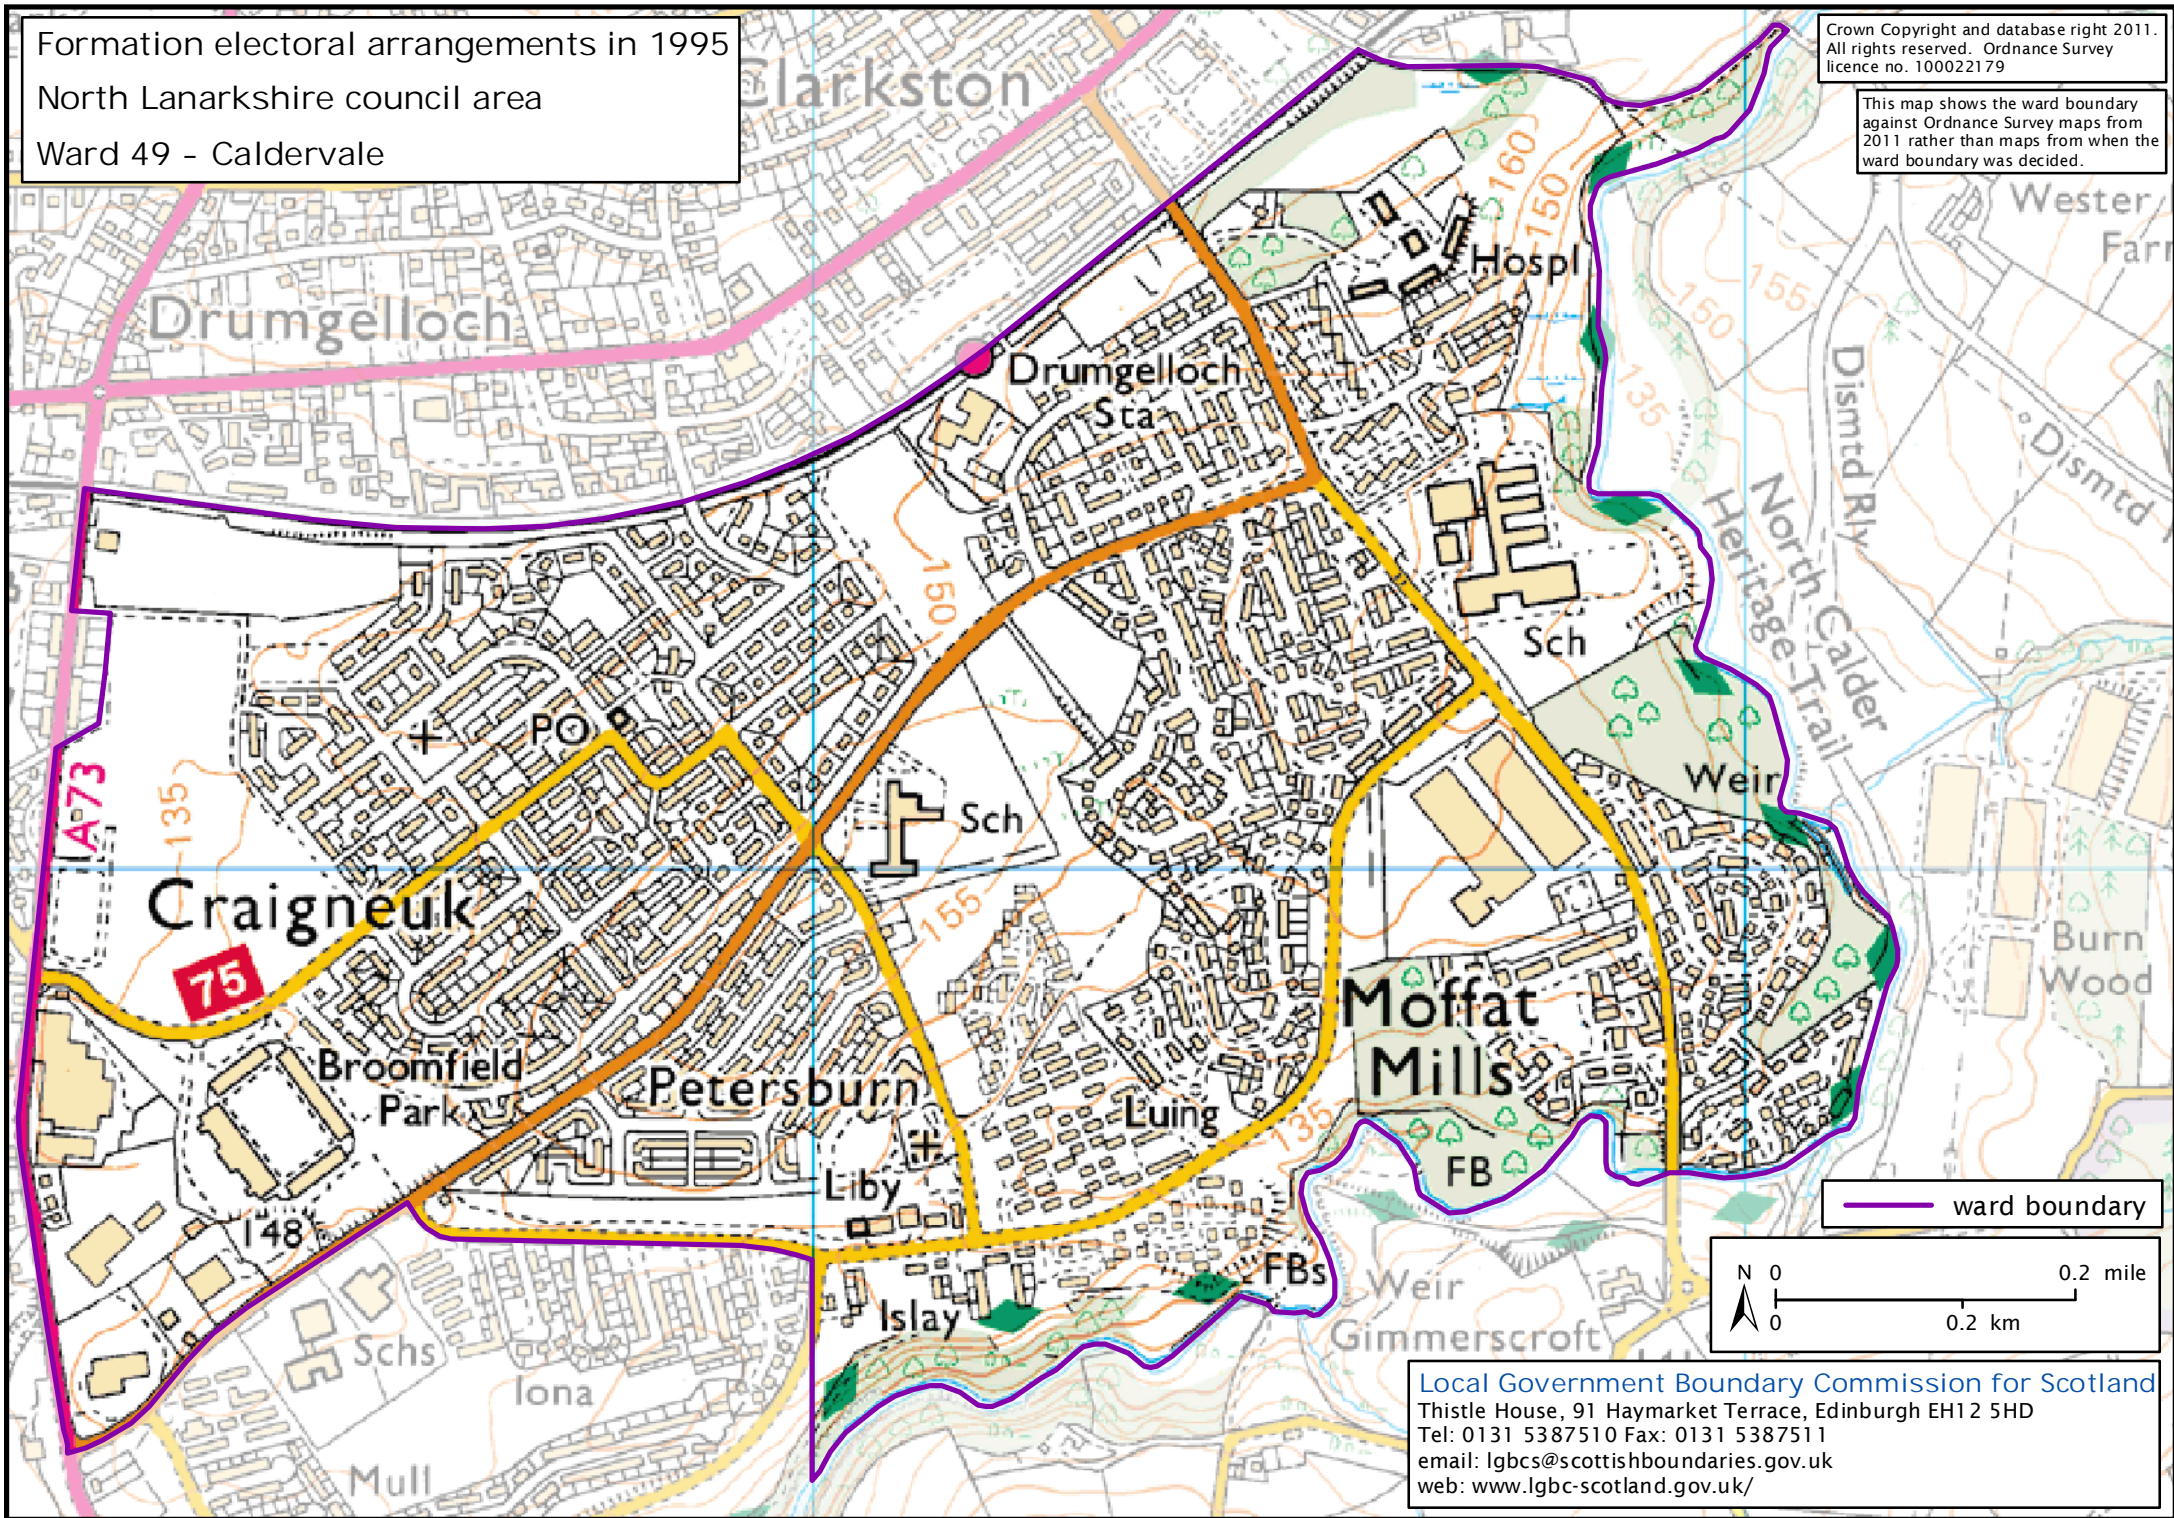 Formation electoral arrangements in 1995
North Lanarkshire council area
Ward 49 - Caldervale
Crown Copyright and database right 2011.
All rights reserved. Ordnance Survey
licence no. 100022179
This map shows the ward boundary
against Ordnance Survey maps from
2011 rather than maps from when the
ward boundary was decided.
Clarkston
Wester
Drumgelloch
Hospl
160
150
150
155
135
Drumgelloch
Sta
Dismtd Rly
Dismtd
North Calder
Heritage Trail
150
Sch
PO
A73
135
Sch
Weir
Craigneuk
155
75
Burn
Wood
Moffat
Mills
Broomfield
Park
Petersburn
Luing
135
FB
Liby
148
FBs
Islay
Weir
Gimmerscroft
Schs
Iona
Mull
ward boundary
N 0 0.2 mile
0 0.2 km
Local Government Boundary Commission for Scotland
Thistle House, 91 Haymarket Terrace, Edinburgh EH12 5HD
Tel: 0131 5387510 Fax: 0131 5387511
email: lgbcs@scottishboundaries.gov.uk
web: www.lgbc-scotland.gov.uk/